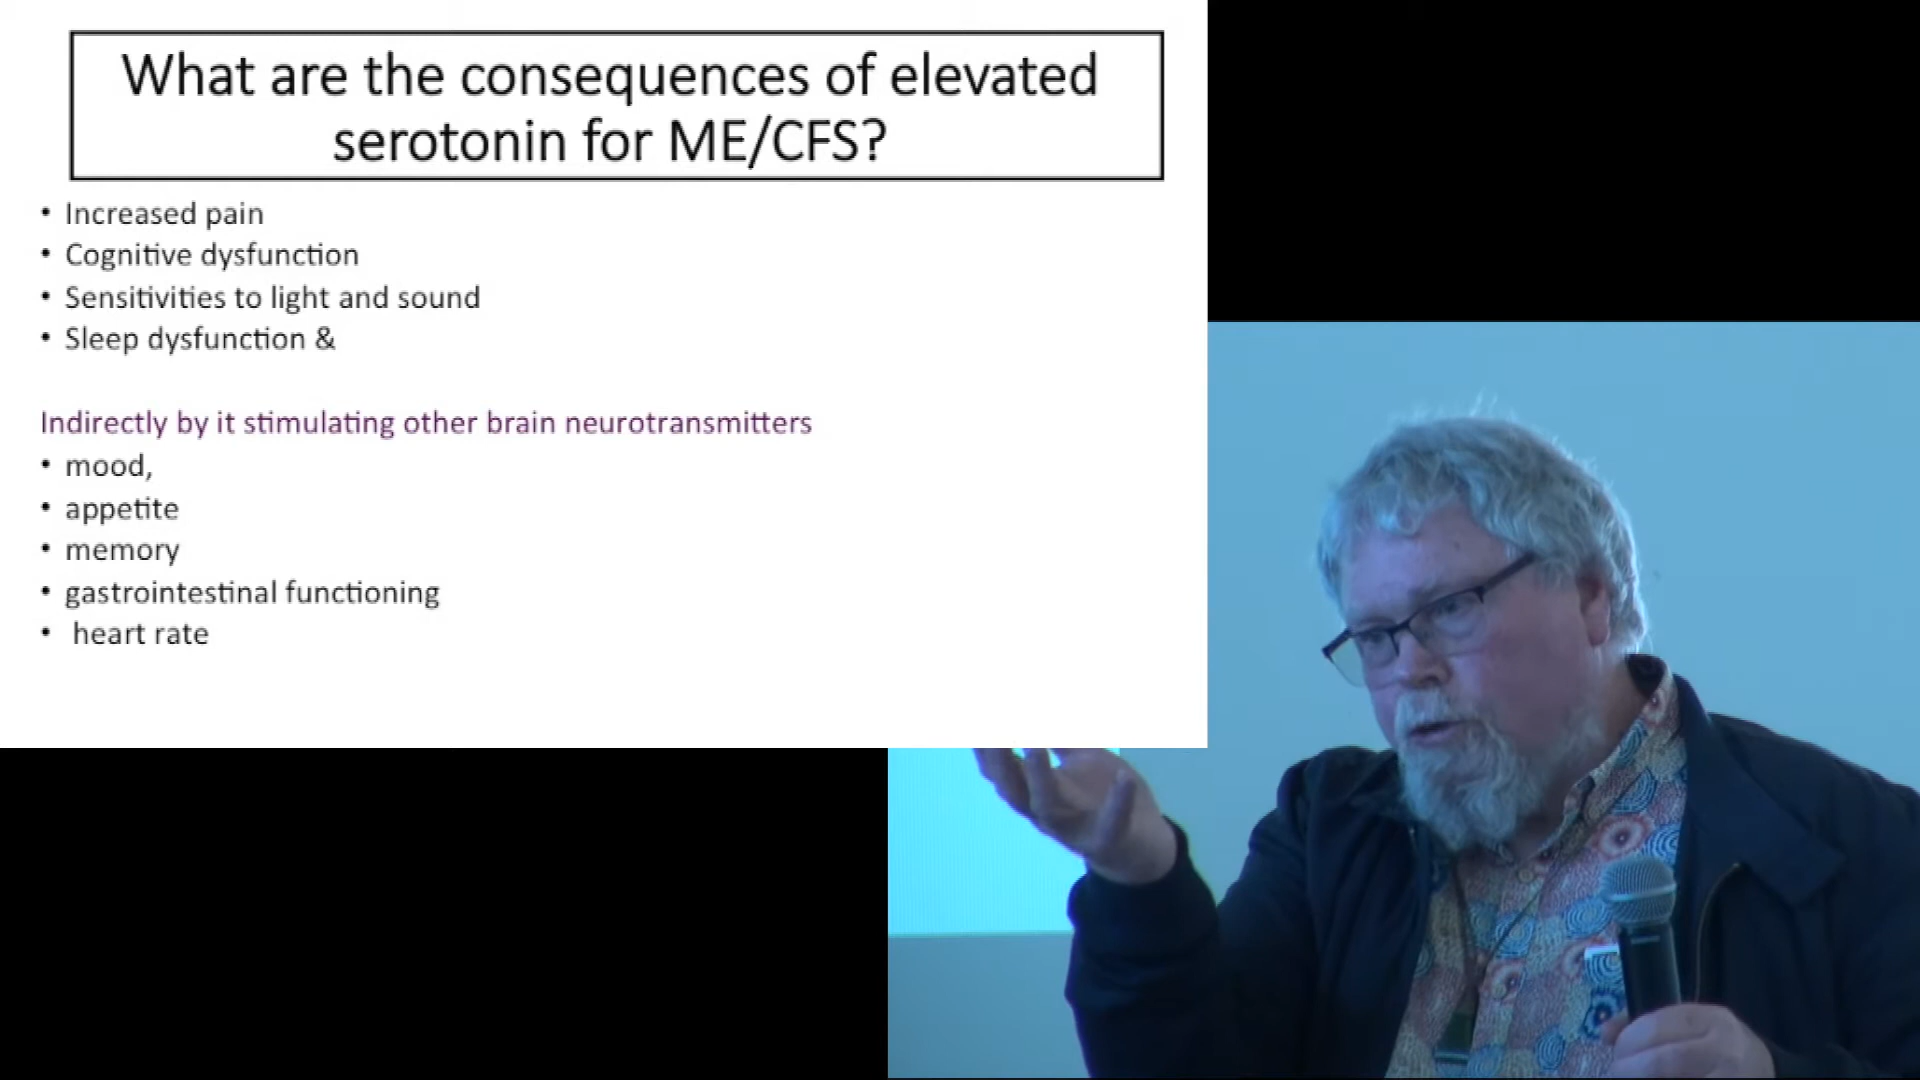 What are the consequences of elevated
serotonin for ME/CFS?
• Increased pain
• Cognitive dysfunction
• Sensitivities to light and sound
• Sleep dysfunction &
Indirectly by it stimulating other brain neurotransmitters
• mood,
• appetite
• memory
• gastrointestinal functioning
• heart rate